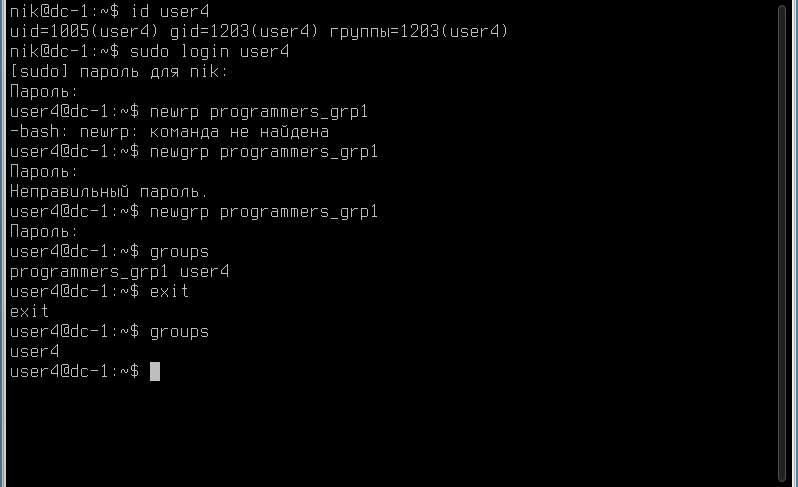 nik@dc-1:~$ id user4
uid=1005(user4) gid=1203(user4) группы=1203(user4)
nik@dc-1:~$ sudo login user4
[sudo] пароль для nik:
Пароль:
user4@dc-1:~$ newrp programmers_grp1
-bash: newrp: команда не найдена
user4@dc-1:~$ newgrp programmers_grp1
Пароль:
Неправильный пароль.
user4@dc-1:~$ newgrp programmers_grp1
Пароль:
user4@dc-1:~$ groups
programmers_grp1 user4
user4@dc-1:~$ exit
exit
user4@dc-1:~$ groups
user4
user4@dc-1:~$